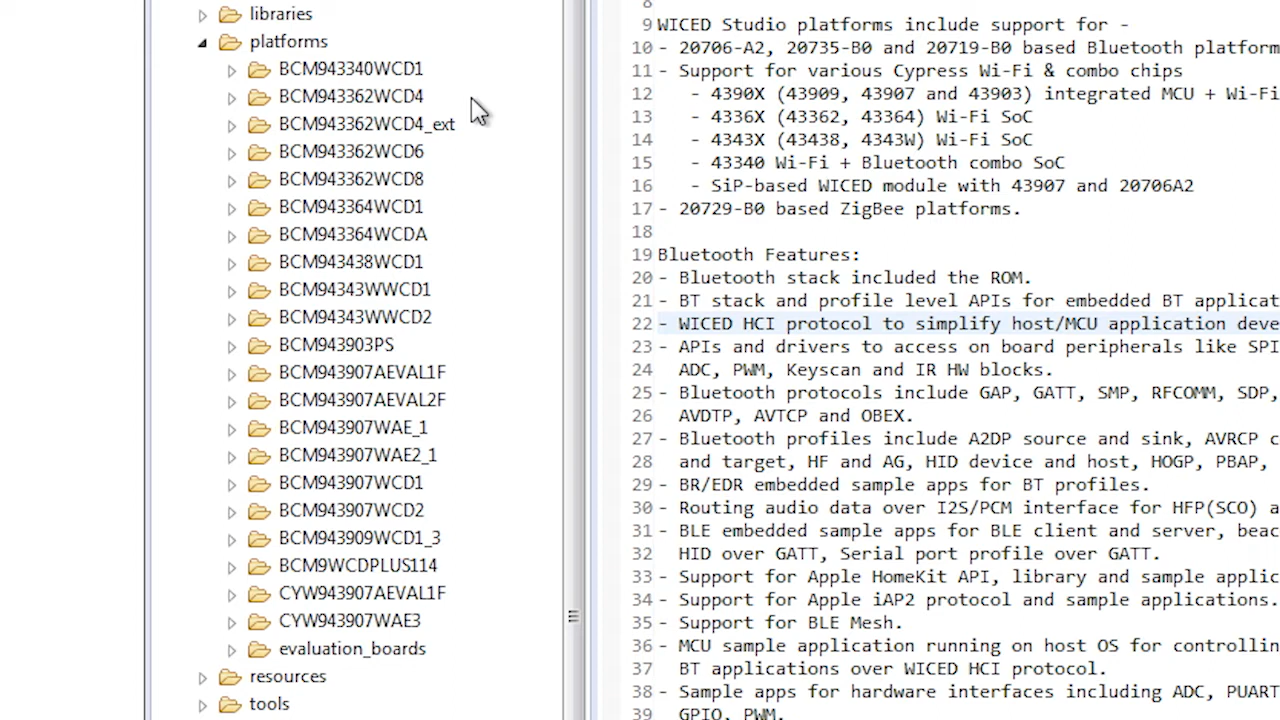 libraries
platforms
BCM943340WCD1
BCM943362WCD4
BCM943362WCD4_ext
BCM943362WCD6
BCM943362WCD8
BCM943364WCD1
BCM943364WCDA
BCM943438WCD1
BCM94343WWCD1
BCM94343WWCD2
BCM943903PS
BCM943907AEVAL1F
BCM943907AEVAL2F
BCM943907WAE_1
BCM943907WAE2_1
BCM943907WCD1
BCM943907WCD2
BCM943909WCD1_3
BCM9WCDPLUS114
CYW943907AEVAL1F
CYW943907WAE3
evaluation_boards
resources
tools
8
9 WICED Studio platforms include support for -
10 - 20706-A2, 20735-B0 and 20719-B0 based Bluetooth platform
11 - Support for various Cypress Wi-Fi & combo chips
12 - 4390X (43909, 43907 and 43903) integrated MCU + Wi-Fi
13 - 4336X (43362, 43364) Wi-Fi SoC
14 - 4343X (43438, 4343W) Wi-Fi SoC
15 - 43340 Wi-Fi + Bluetooth combo SoC
16 - SiP-based WICED module with 43907 and 20706A2
17 - 20729-B0 based ZigBee platforms.
18
19 Bluetooth Features:
20 - Bluetooth stack included the ROM.
21 - BT stack and profile level APIs for embedded BT applicat
22 - WICED HCI protocol to simplify host/MCU application deve
23 - APIs and drivers to access on board peripherals like SPI
24 ADC, PWM, Keyscan and IR HW blocks.
25 - Bluetooth protocols include GAP, GATT, SMP, RFCOMM, SDP,
26 AVDTP, AVTCP and OBEX.
27 - Bluetooth profiles include A2DP source and sink, AVRCP c
28 and target, HF and AG, HID device and host, HOGP, PBAP,
29 - BR/EDR embedded sample apps for BT profiles.
30 - Routing audio data over I2S/PCM interface for HFP(SCO) a
31 - BLE embedded sample apps for BLE client and server, beac
32 HID over GATT, Serial port profile over GATT.
33 - Support for Apple HomeKit API, library and sample applic
34 - Support for Apple iAP2 protocol and sample applications.
35 - Support for BLE Mesh.
36 - MCU sample application running on host OS for controllin
37 BT applications over WICED HCI protocol.
38 - Sample apps for hardware interfaces including ADC, PUART
39 GPIO, PWM.